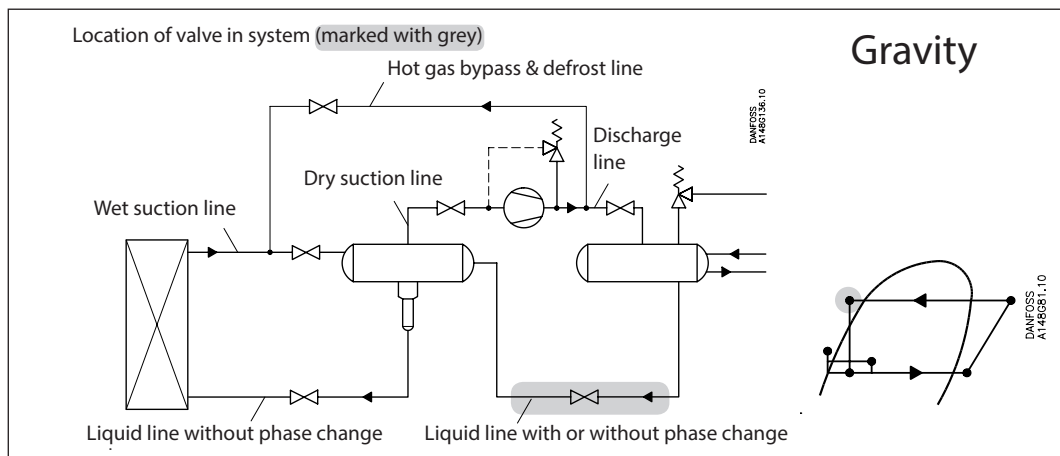 Location of valve in system (marked with grey)
Gravity
Hot gas bypass & defrost line
DANFOSS
A148G136.10
Discharge
line
Dry suction line
Wet suction line
DANFOSS
A148G81.10
Liquid line without phase change
Liquid line with or without phase change